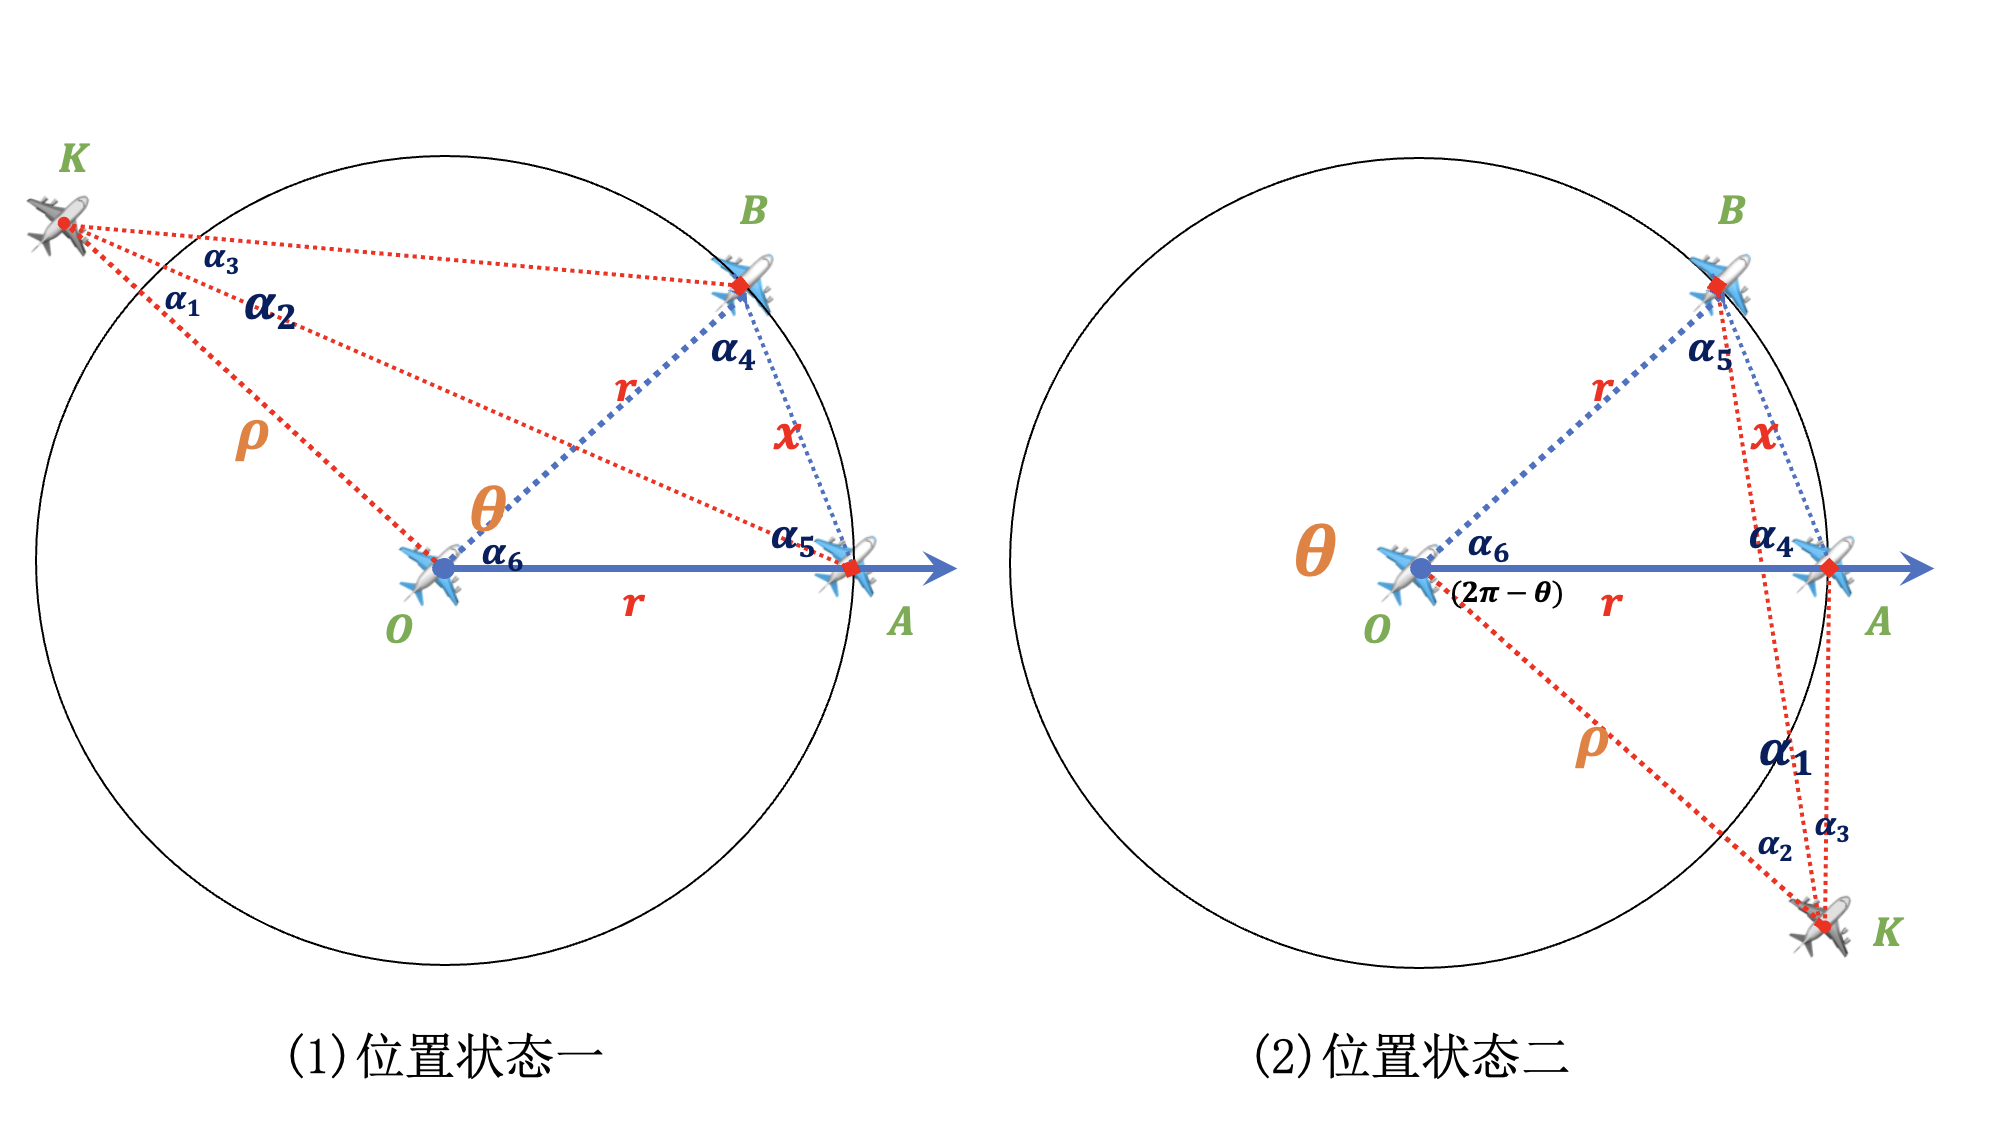 K
B
α₃
α₁
α₂
α₄
r
x
ρ
θ
α₅
α₆
O
r
A
(1)位置状态一
B
α₅
r
x
θ
α₄
α₆
(2π − θ)
O
r
A
ρ
α₁
α₃
α₂
K
(2)位置状态二